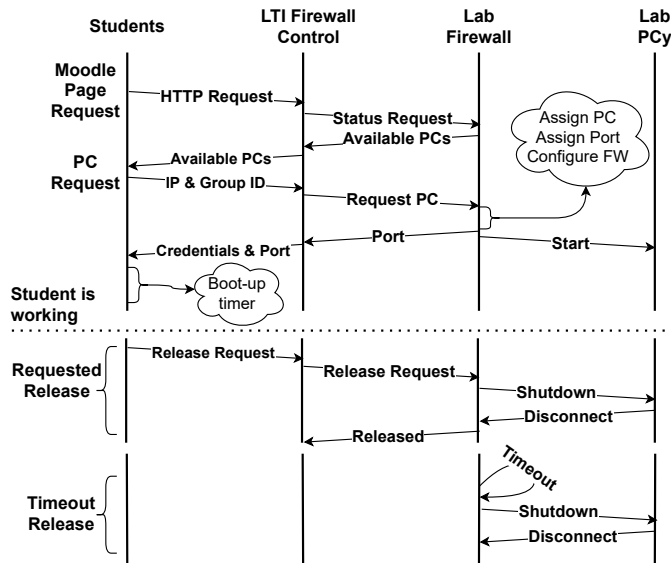 Students
LTI Firewall
Control
Lab
Firewall
Lab
PCy
Moodle
Page
Request
HTTP Request
Status Request
Available PCs
Available PCs
Assign PC
Assign Port
Configure FW
PC
Request
IP & Group ID
Request PC
Port
Start
Credentials & Port
Boot-up
timer
Student is
working
Requested
Release
Release Request
Release Request
Shutdown
Disconnect
Released
Timeout
Release
Timeout
Shutdown
Disconnect